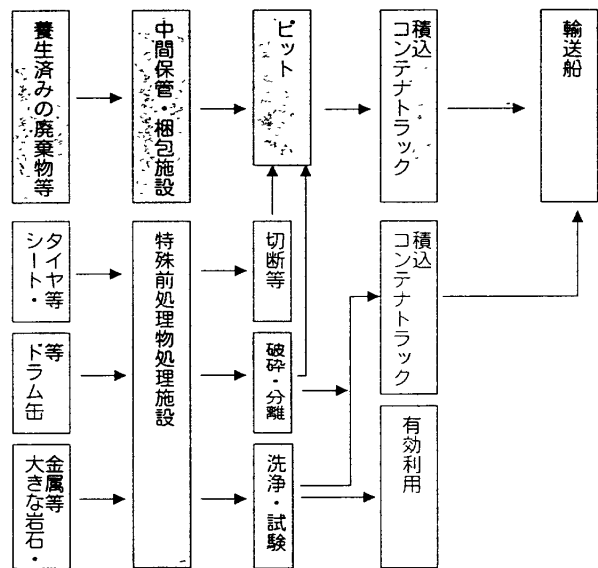 養生済みの廃棄物等
中間保管・梱包施設
ピット
積込
コンテナトラック
輸送船
タイヤ等
シート・
特殊前処理物処理施設
切断等
積込
コンテナトラック
等
ドラム缶
破砕・分離
金属等
大きな岩石・
洗浄・試験
有効利用